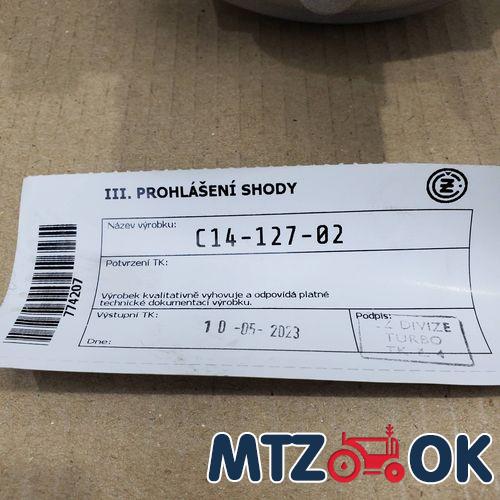 III. PROHLÁŠENÍ SHODY
Název výrobku:
C14-127-02
Potvrzení TK:
Výrobek kvalitativně vyhovuje a odpovídá platné
technické dokumentaci výrobku.
Výstupní TK:
10 -05- 2023
Dne:
Podpis:
ČZ DIVIZE
TURBO
774207
MTZ OK